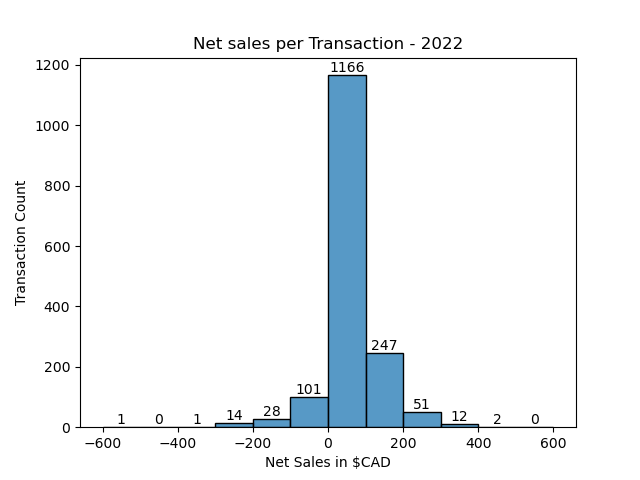 Net sales per Transaction - 2022
1200
1000
800
600
400
200
0
Transaction Count
1 0 1 14 28 101 1166 247 51 12 2 0
−600 −400 −200 0 200 400 600
Net Sales in $CAD